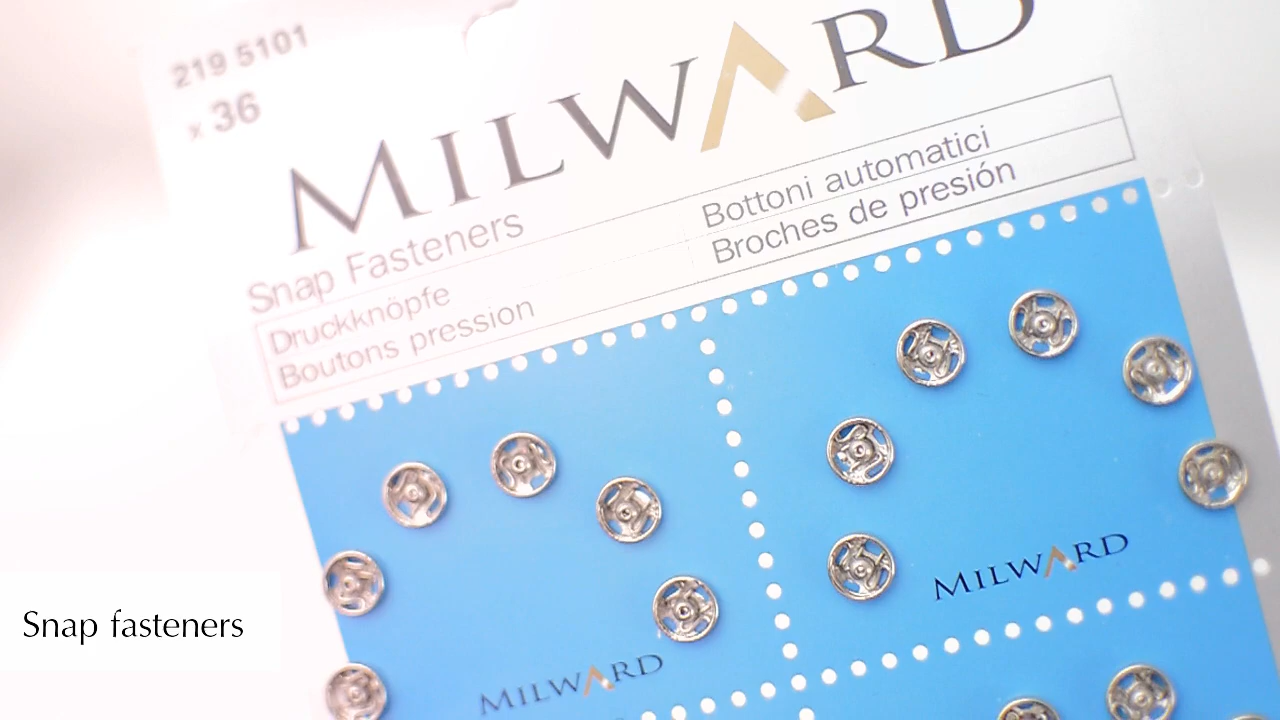 219 5101
x 36
MILWARD
Snap Fasteners
Druckknöpfe
Boutons pression
Bottoni automatici
Broches de presión
MILWARD
MILWARD
Snap fasteners